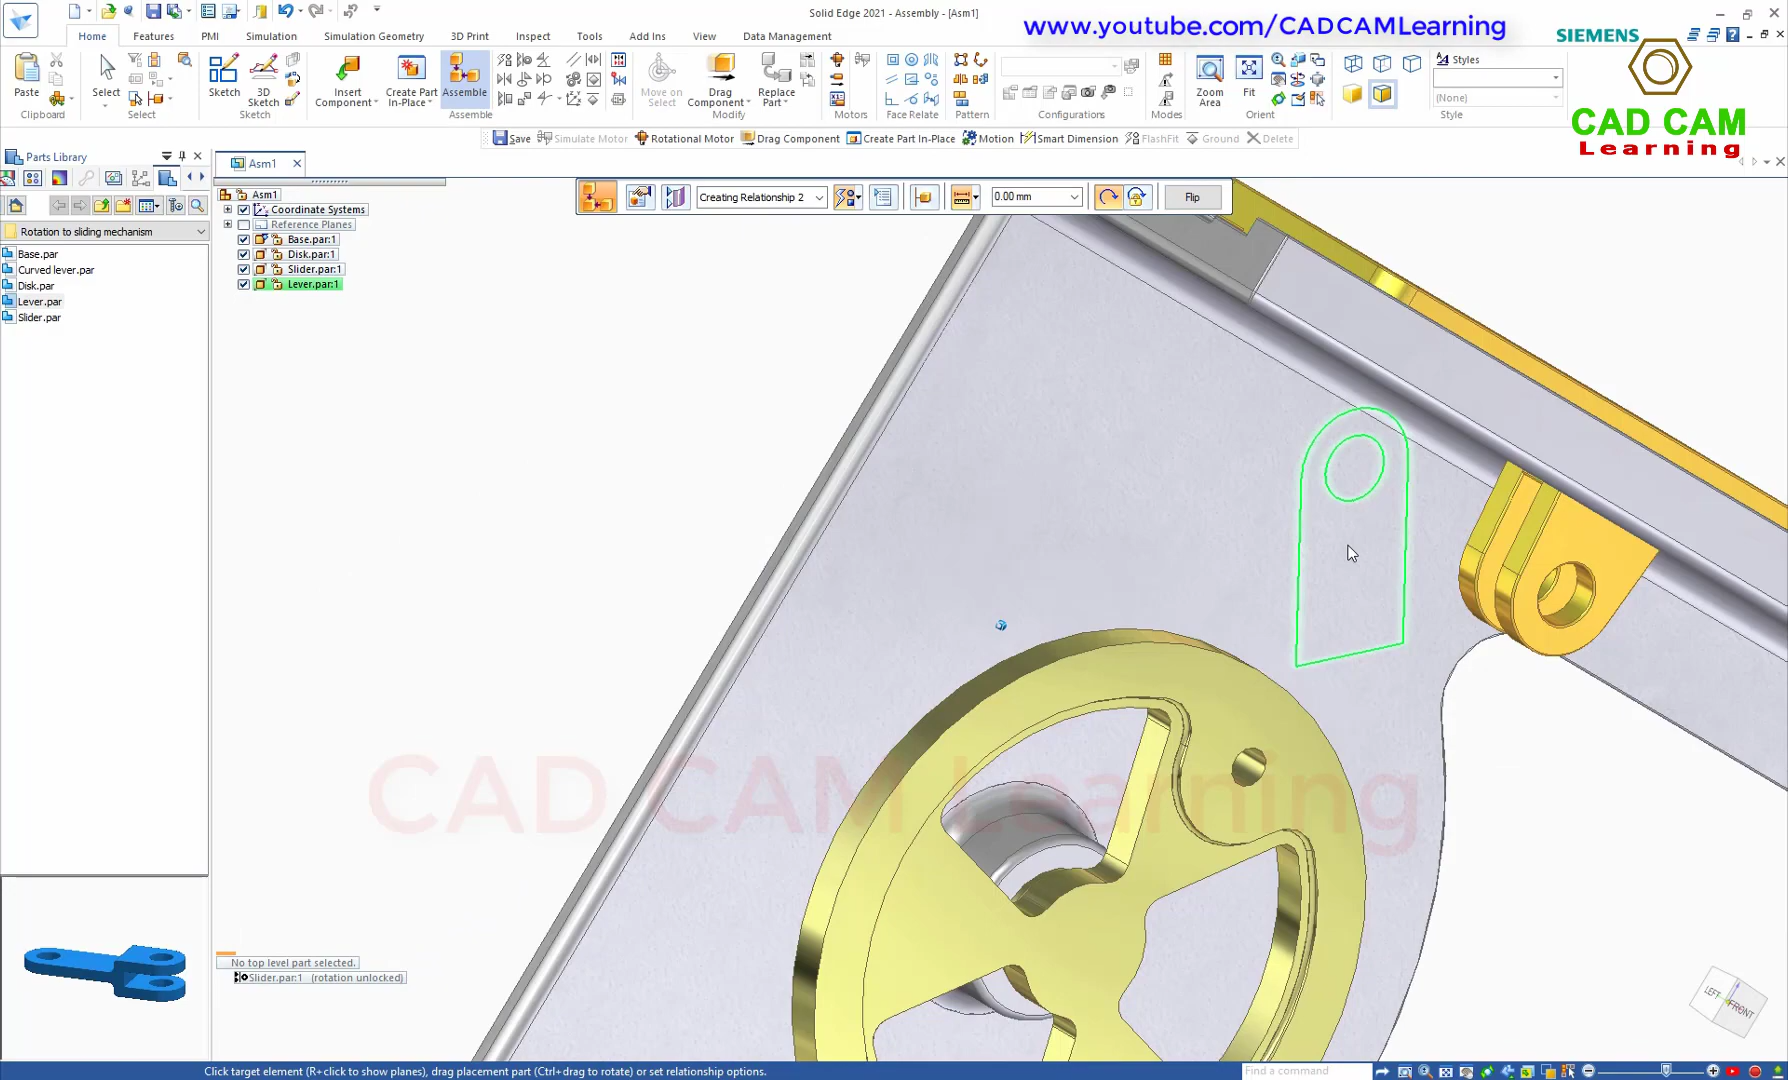 Solid Edge 2021 - Assembly - [Asm1]
www.youtube.com/CADCAMLearning
SIEMENS
CAD CAM
Learning
Home
Features
PMI
Simulation
Simulation Geometry
3D Print
Inspect
Tools
Add Ins
View
Data Management
Paste
Clipboard
Select
Select
Sketch
3D Sketch
Sketch
Insert Component
Create Part In-Place
Assemble
Assemble
Move on Select
Drag Component
Replace Part
Modify
Motors
Face Relate
Pattern
Configurations
Modes
Zoom Area
Fit
Orient
Styles
(None)
Style
Save
Simulate Motor
Rotational Motor
Drag Component
Create Part In-Place
Motion
Smart Dimension
FlashFit
Ground
Delete
Parts Library
Asm1
Rotation to sliding mechanism
Base.par
Curved lever.par
Disk.par
Lever.par
Slider.par
Asm1
Coordinate Systems
Reference Planes
Base.par:1
Disk.par:1
Slider.par:1
Lever.par:1
Creating Relationship 2
0.00 mm
Flip
CAD CAM Learning
No top level part selected.
Slider.par:1 (rotation unlocked)
LEFT
FRONT
Click target element (R+click to show planes), drag placement part (Ctrl+drag to rotate) or set relationship options.
Find a command